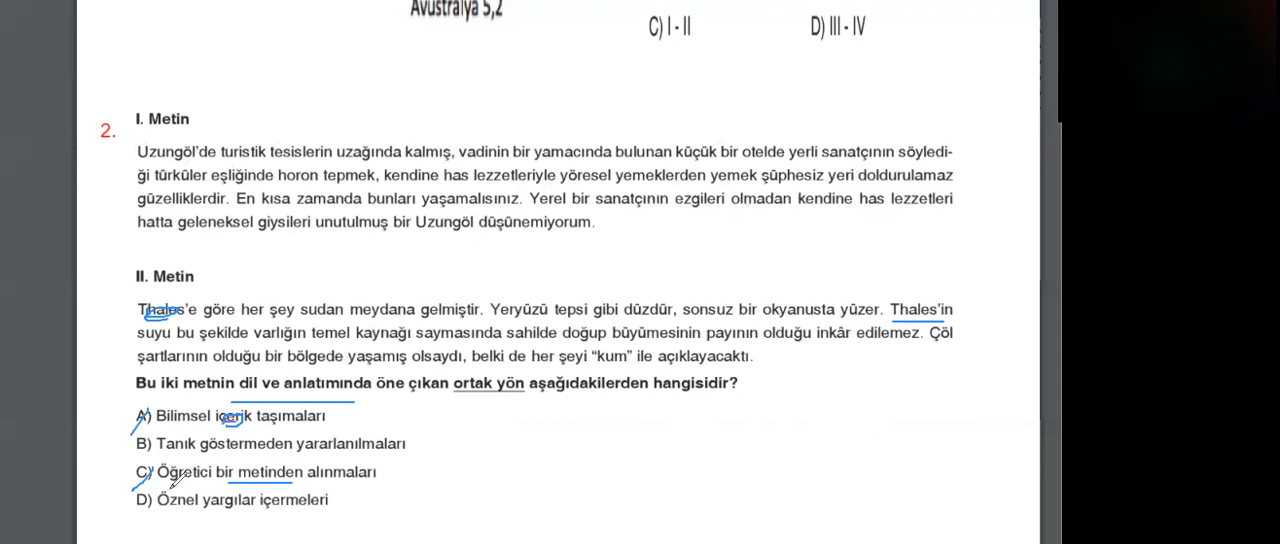 Avustralya 5,2
C) I - II D) III - IV
2.
I. Metin
Uzungöl'de turistik tesislerin uzağında kalmış, vadinin bir yamacında bulunan küçük bir otelde yerli sanatçının söyledi-
ği türküler eşliğinde horon tepmek, kendine has lezzetleriyle yöresel yemeklerden yemek şüphesiz yeri doldurulamaz
güzelliklerdir. En kısa zamanda bunları yaşamalısınız. Yerel bir sanatçının ezgileri olmadan kendine has lezzetleri
hatta geleneksel giysileri unutulmuş bir Uzungöl düşünemiyorum.
II. Metin
Thales'e göre her şey sudan meydana gelmiştir. Yeryüzü tepsi gibi düzdür, sonsuz bir okyanusta yüzer. Thales'in
suyu bu şekilde varlığın temel kaynağı saymasında sahilde doğup büyümesinin payının olduğu inkâr edilemez. Çöl
şartlarının olduğu bir bölgede yaşamış olsaydı, belki de her şeyi “kum” ile açıklayacaktı.
Bu iki metnin dil ve anlatımında öne çıkan ortak yön aşağıdakilerden hangisidir?
A) Bilimsel içerik taşımaları
B) Tanık göstermeden yararlanılmaları
C) Öğretici bir metinden alınmaları
D) Öznel yargılar içermeleri